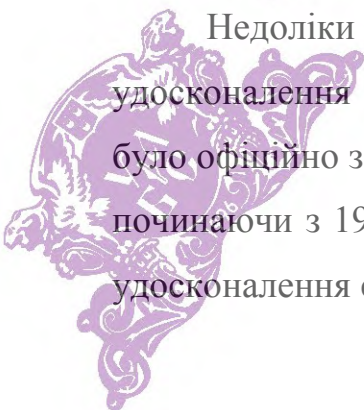 Недоліки
удосконалення
було офіційно з
починаючи з 19
удосконалення